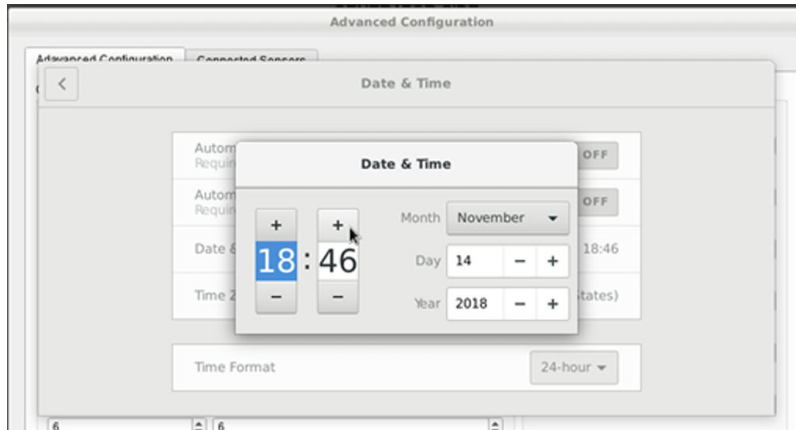 Advanced Configuration
Adavanced Configuration Connected Sensors
Date & Time
Autom OFF
Requir
Date & Time
Autom OFF
Requir
+ + Month November
Date & 18:46
18 : 46 Day 14 − +
Time Z tates)
− − Year 2018 − +
Time Format 24-hour
6 6